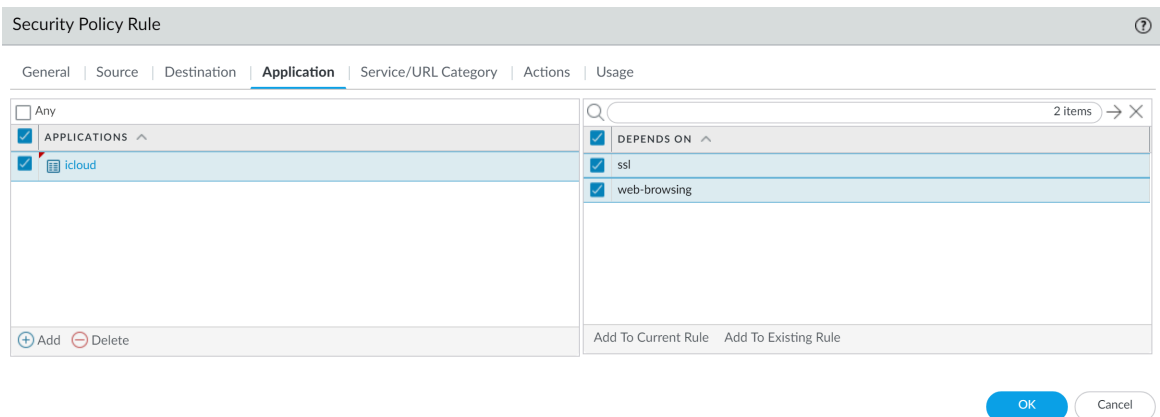 Security Policy Rule
General | Source | Destination | Application | Service/URL Category | Actions | Usage
Any
APPLICATIONS
icloud
Add Delete
2 items
DEPENDS ON
ssl
web-browsing
Add To Current Rule Add To Existing Rule
OK Cancel